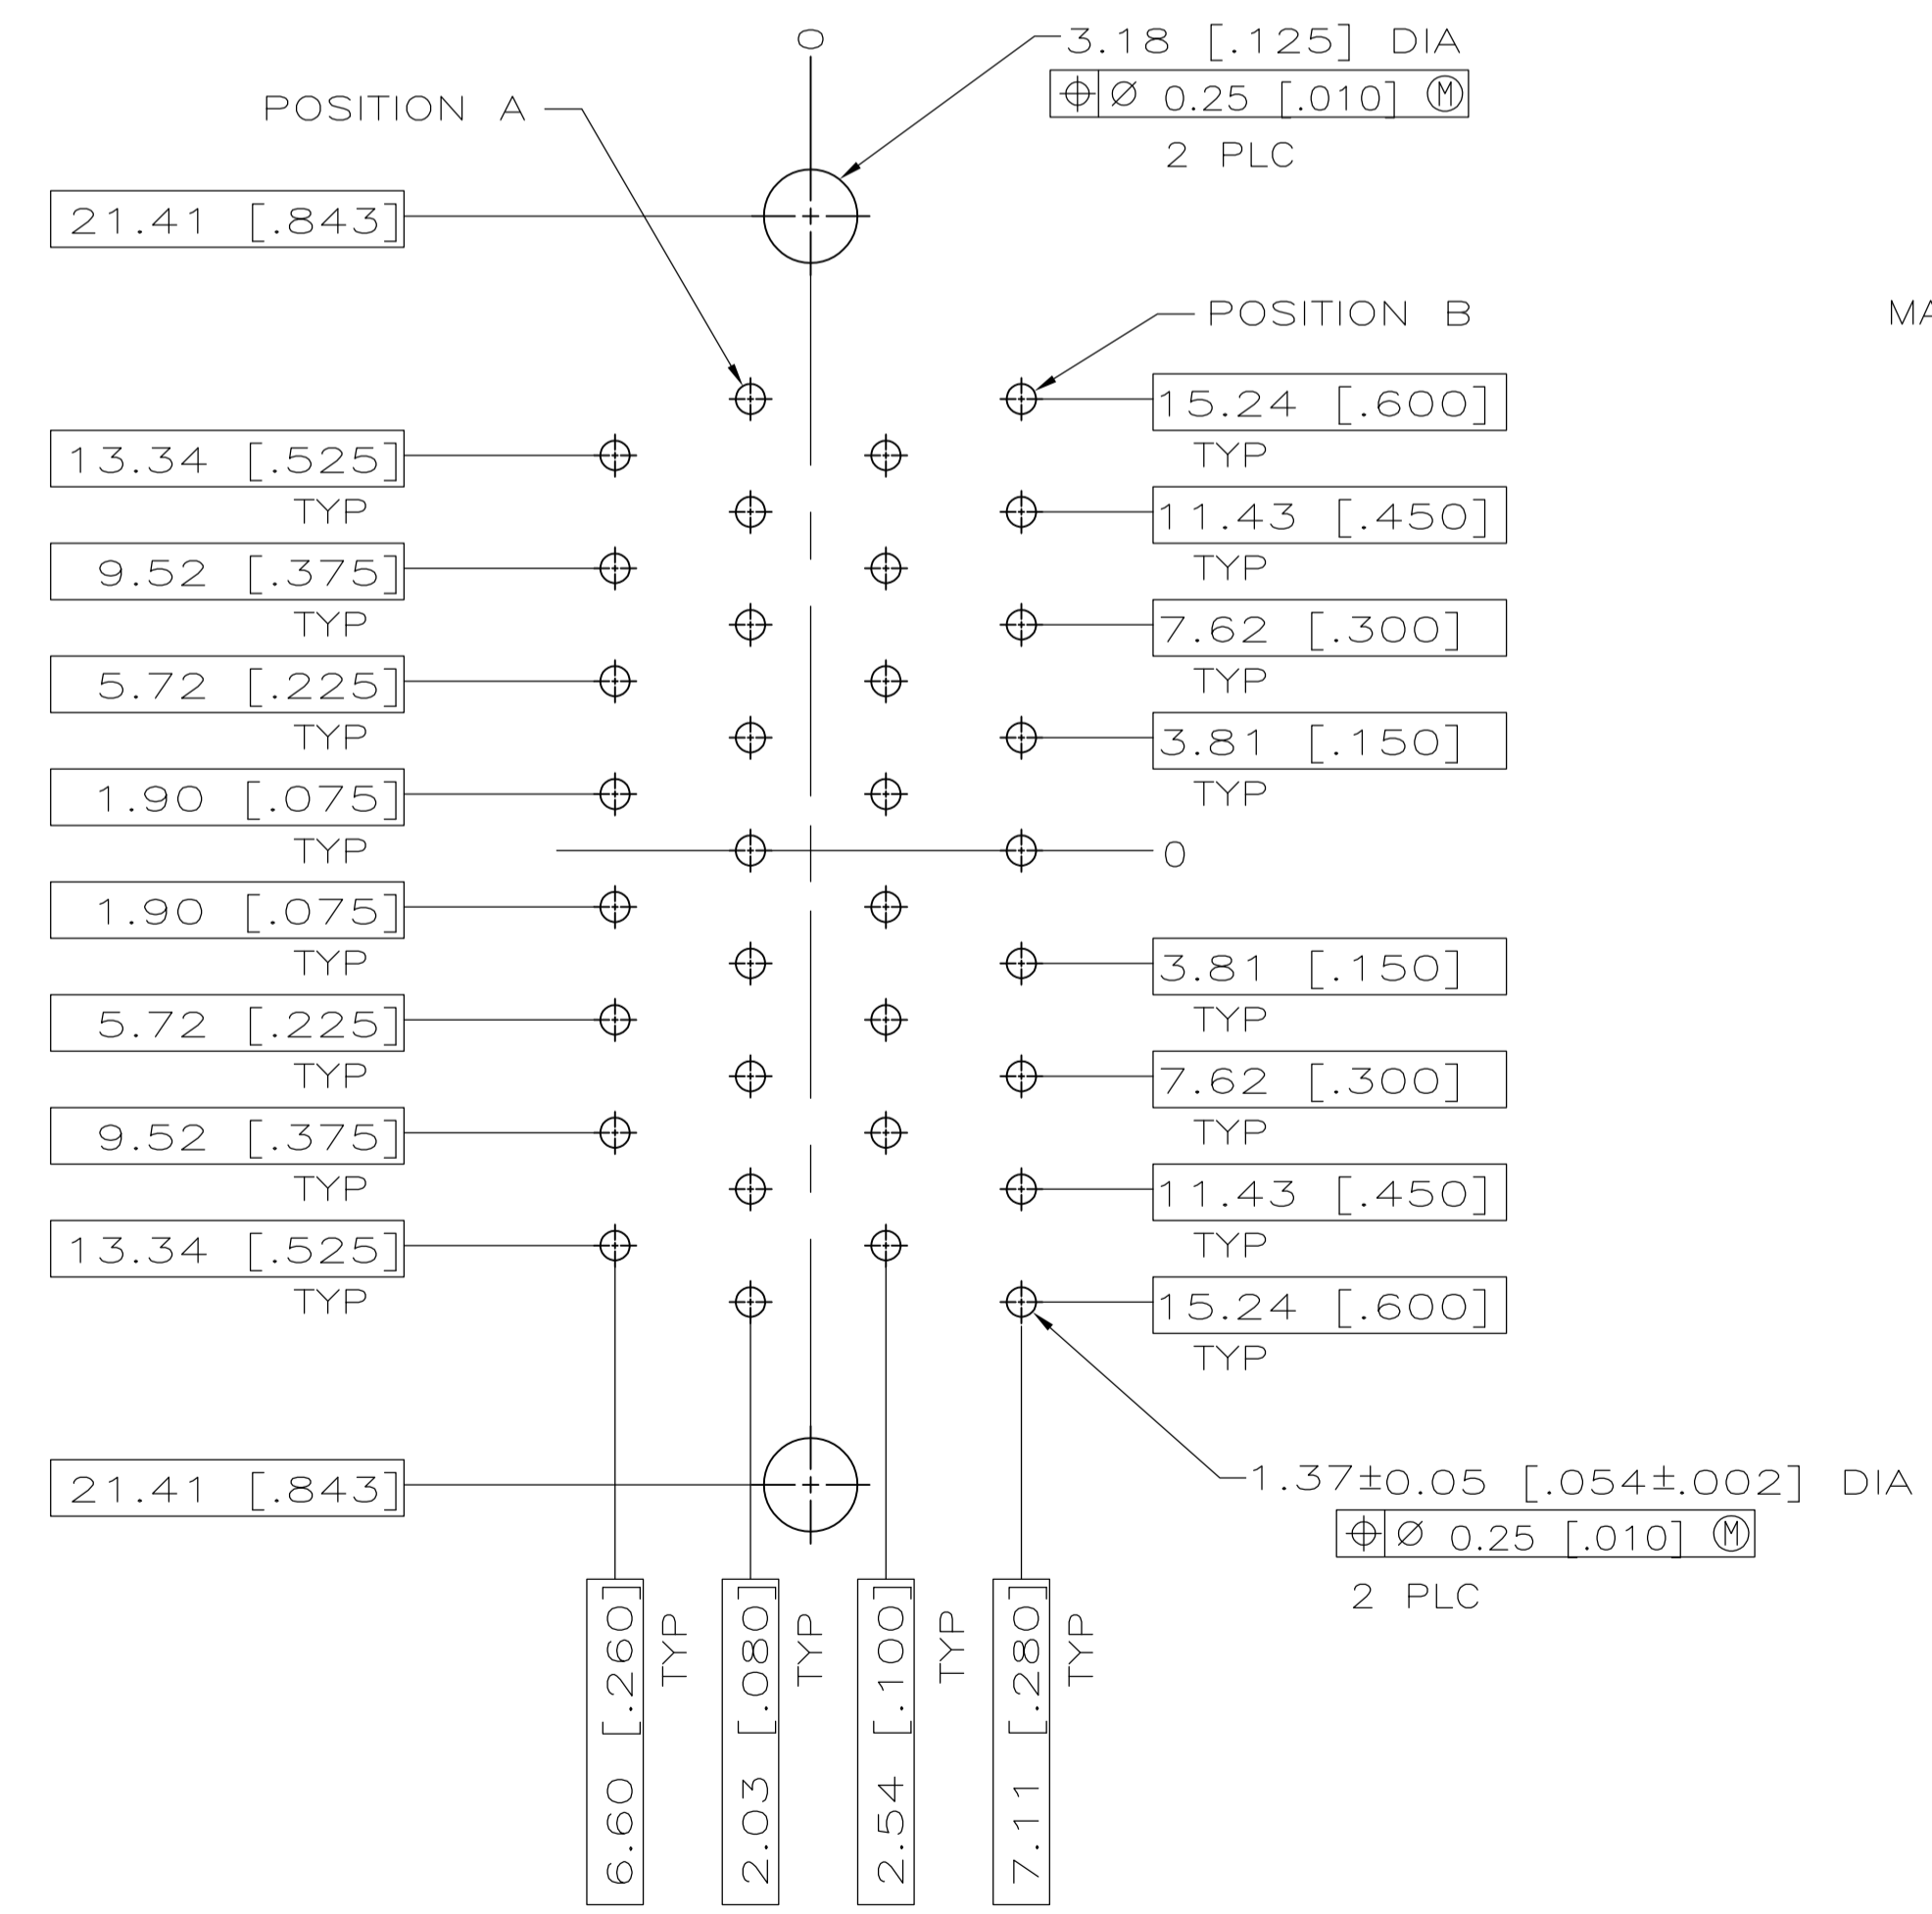 0
3.18 [.125] DIA
⌖ Ø 0.25 [.010] Ⓜ
2 PLC
POSITION A
21.41 [.843]
POSITION B
MA
15.24 [.600]
TYP
13.34 [.525]
TYP
11.43 [.450]
TYP
9.52 [.375]
TYP
7.62 [.300]
TYP
5.72 [.225]
TYP
3.81 [.150]
TYP
1.90 [.075]
TYP
0
1.90 [.075]
TYP
3.81 [.150]
TYP
5.72 [.225]
TYP
7.62 [.300]
TYP
9.52 [.375]
TYP
11.43 [.450]
TYP
13.34 [.525]
TYP
15.24 [.600]
TYP
21.41 [.843]
1.37±0.05 [.054±.002] DIA
⌖ Ø 0.25 [.010] Ⓜ
2 PLC
6.60 [.260]
TYP
2.03 [.080]
TYP
2.54 [.100]
TYP
7.11 [.280]
TYP